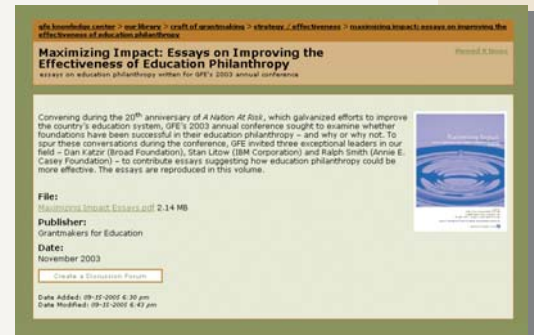 gfe knowledge center > our library > craft of grantmaking > strategy / effectiveness > maximizing impact: essays on improving the
effectiveness of education philanthropy
Maximizing Impact: Essays on Improving the
Effectiveness of Education Philanthropy
essays on education philanthropy written for GFE's 2003 annual conference
Convening during the 20th anniversary of A Nation At Risk, which galvanized efforts to improve
the country's education system, GFE's 2003 annual conference sought to examine whether
foundations have been successful in their education philanthropy – and why or why not. To
spur these conversations during the conference, GFE invited three exceptional leaders in our
field – Dan Katzir (Broad Foundation), Stan Litow (IBM Corporation) and Ralph Smith (Annie E.
Casey Foundation) – to contribute essays suggesting how education philanthropy could be
more effective. The essays are reproduced in this volume.
Maximizing Impact
File:
Maximizing Impact Essays.pdf 2.14 MB
Publisher:
Grantmakers for Education
Date:
November 2003
Create a Discussion Forum
Date Added: 09-15-2005 6:30 pm
Date Modified: 09-15-2005 6:43 pm